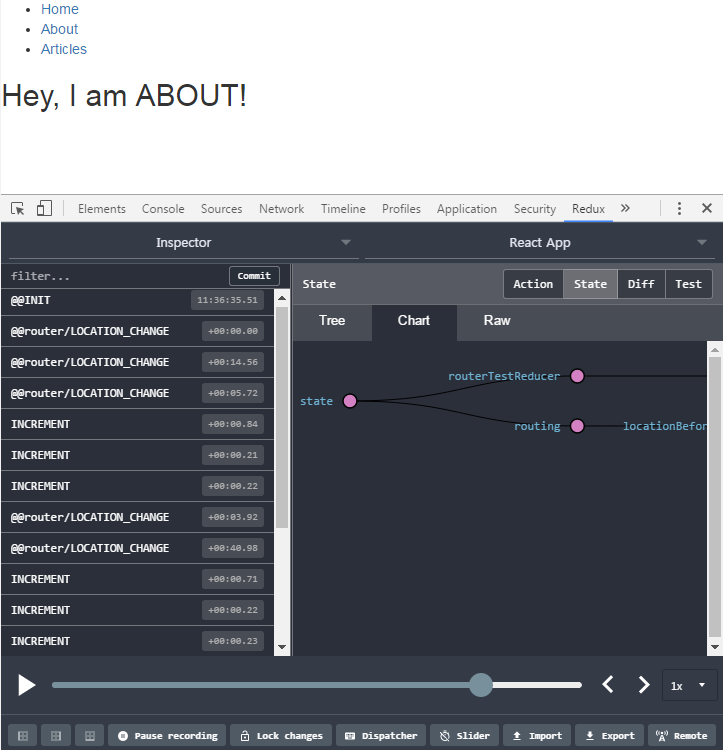 Home
About
Articles
Hey, I am ABOUT!
Elements Console Sources Network Timeline Profiles Application Security Redux »
Inspector React App
filter... Commit
State Action State Diff Test
Tree Chart Raw
@@INIT 11:36:35.51
@@router/LOCATION_CHANGE +00:00.00
@@router/LOCATION_CHANGE +00:14.56
@@router/LOCATION_CHANGE +00:05.72
INCREMENT +00:00.84
INCREMENT +00:00.21
INCREMENT +00:00.22
@@router/LOCATION_CHANGE +00:03.92
@@router/LOCATION_CHANGE +00:40.98
INCREMENT +00:00.71
INCREMENT +00:00.22
INCREMENT +00:00.23
routerTestReducer
state
routing locationBefor
1x
Pause recording Lock changes Dispatcher Slider Import Export Remote